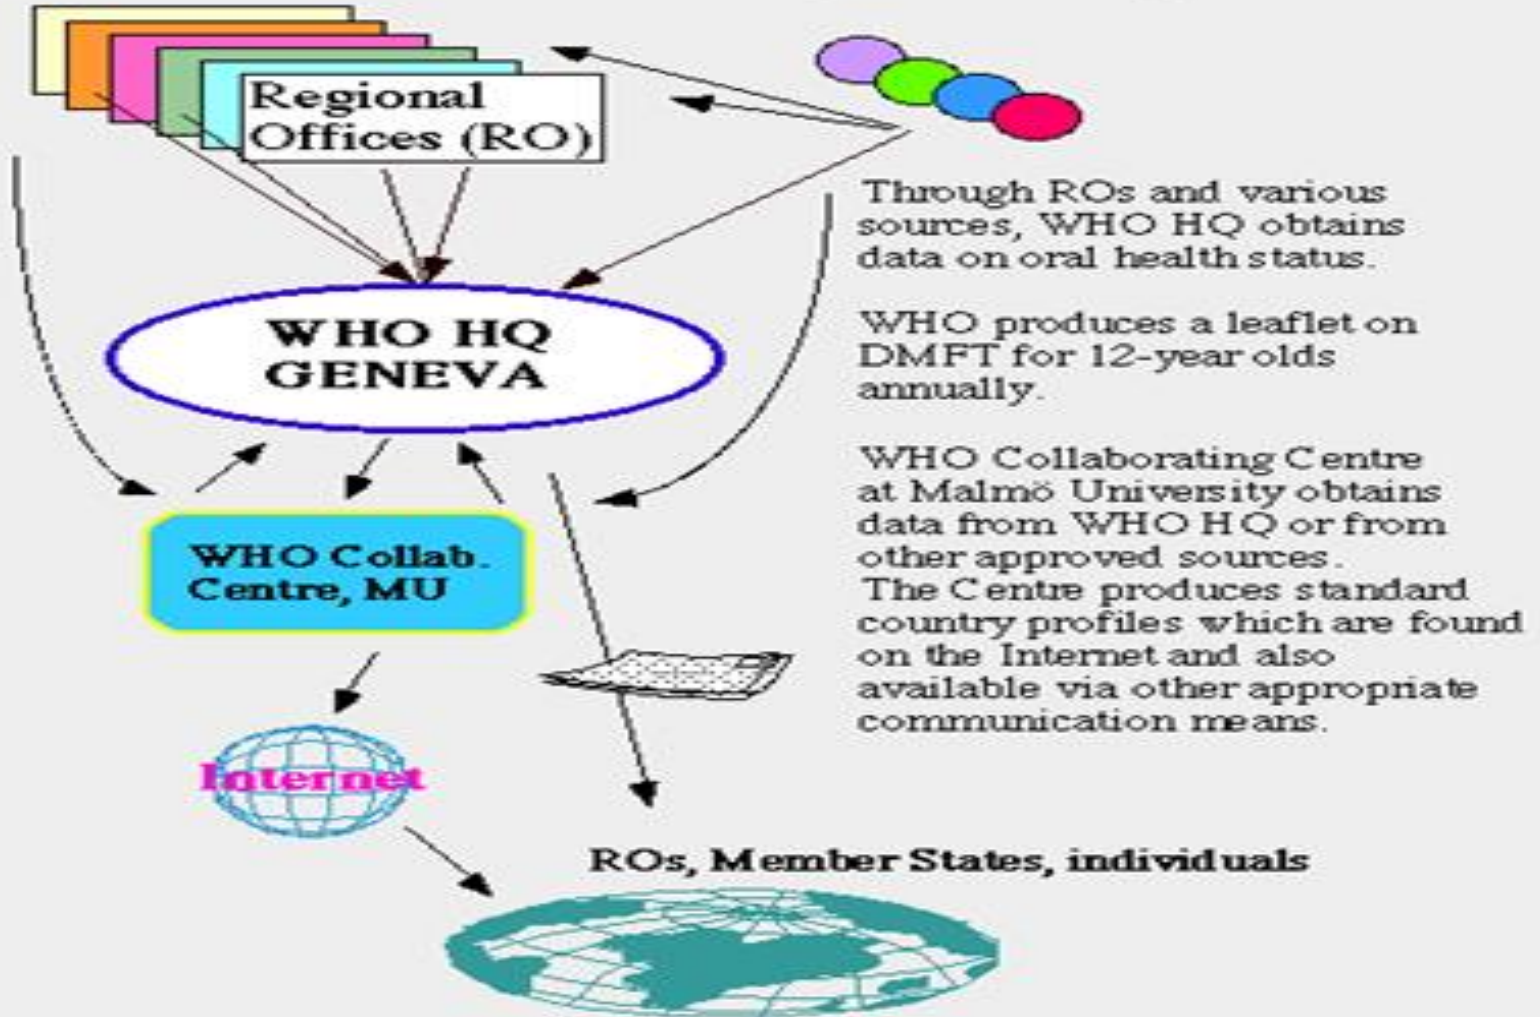 Regional
Offices (RO)
Through ROs and various
sources, WHO HQ obtains
data on oral health status.
WHO HQ
GENEVA
WHO produces a leaflet on
DMFT for 12-year olds
annually.
WHO Collaborating Centre
at Malmö University obtains
data from WHO HQ or from
other approved sources.
The Centre produces standard
country profiles which are found
on the Internet and also
available via other appropriate
communication means.
WHO Collab.
Centre, MU
Internet
ROs, Member States, individuals